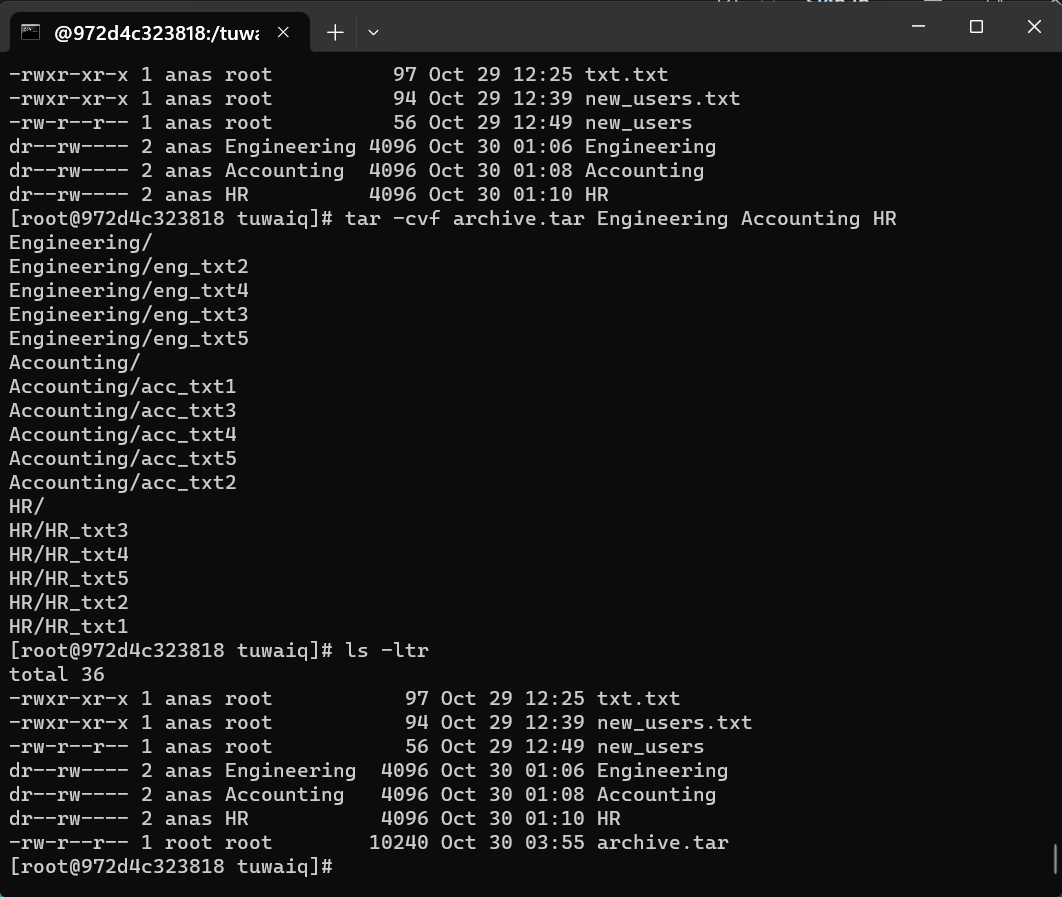 @972d4c323818:/tuwa
-rwxr-xr-x 1 anas root          97 Oct 29 12:25 txt.txt
-rwxr-xr-x 1 anas root          94 Oct 29 12:39 new_users.txt
-rw-r--r-- 1 anas root          56 Oct 29 12:49 new_users
dr--rw---- 2 anas Engineering 4096 Oct 30 01:06 Engineering
dr--rw---- 2 anas Accounting  4096 Oct 30 01:08 Accounting
dr--rw---- 2 anas HR          4096 Oct 30 01:10 HR
[root@972d4c323818 tuwaiq]# tar -cvf archive.tar Engineering Accounting HR
Engineering/
Engineering/eng_txt2
Engineering/eng_txt4
Engineering/eng_txt3
Engineering/eng_txt5
Accounting/
Accounting/acc_txt1
Accounting/acc_txt3
Accounting/acc_txt4
Accounting/acc_txt5
Accounting/acc_txt2
HR/
HR/HR_txt3
HR/HR_txt4
HR/HR_txt5
HR/HR_txt2
HR/HR_txt1
[root@972d4c323818 tuwaiq]# ls -ltr
total 36
-rwxr-xr-x 1 anas root           97 Oct 29 12:25 txt.txt
-rwxr-xr-x 1 anas root           94 Oct 29 12:39 new_users.txt
-rw-r--r-- 1 anas root           56 Oct 29 12:49 new_users
dr--rw---- 2 anas Engineering  4096 Oct 30 01:06 Engineering
dr--rw---- 2 anas Accounting   4096 Oct 30 01:08 Accounting
dr--rw---- 2 anas HR           4096 Oct 30 01:10 HR
-rw-r--r-- 1 root root        10240 Oct 30 03:55 archive.tar
[root@972d4c323818 tuwaiq]#